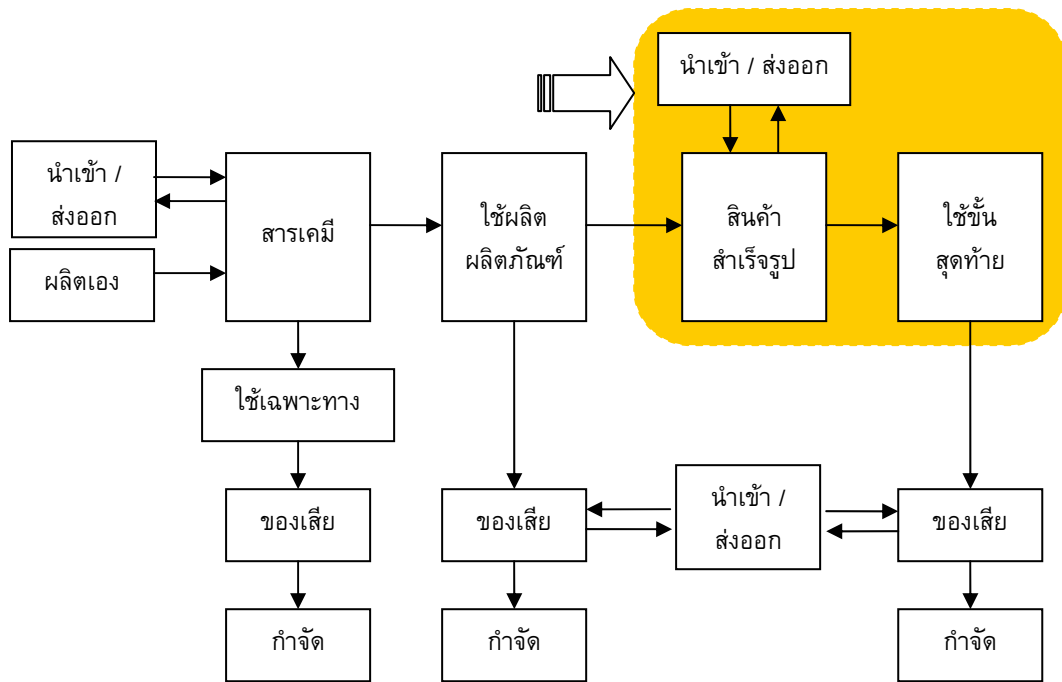 นำเข้า / ส่งออก
นำเข้า /
ส่งออก
สารเคมี
ใช้ผลิต
ผลิตภัณฑ์
สินค้า
สำเร็จรูป
ใช้ขั้น
สุดท้าย
ผลิตเอง
ใช้เฉพาะทาง
ของเสีย
ของเสีย
นำเข้า /
ส่งออก
ของเสีย
กำจัด
กำจัด
กำจัด